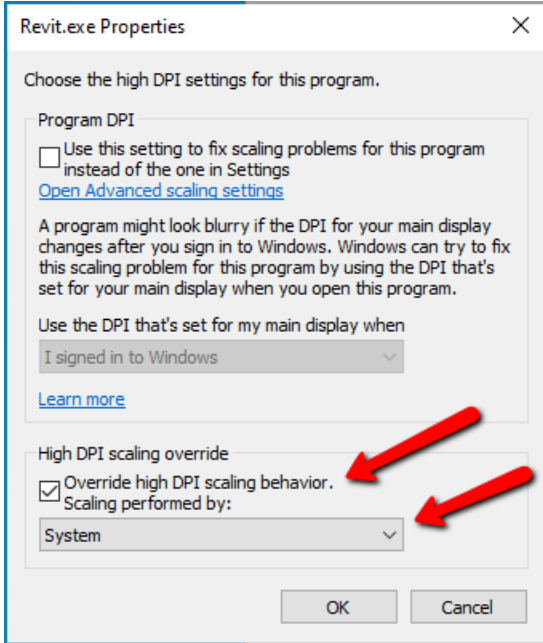 Revit.exe Properties
Choose the high DPI settings for this program.
Program DPI
Use this setting to fix scaling problems for this program
instead of the one in Settings
Open Advanced scaling settings
A program might look blurry if the DPI for your main display
changes after you sign in to Windows. Windows can try to fix
this scaling problem for this program by using the DPI that's
set for your main display when you open this program.
Use the DPI that's set for my main display when
I signed in to Windows
Learn more
High DPI scaling override
Override high DPI scaling behavior.
Scaling performed by:
System
OK
Cancel